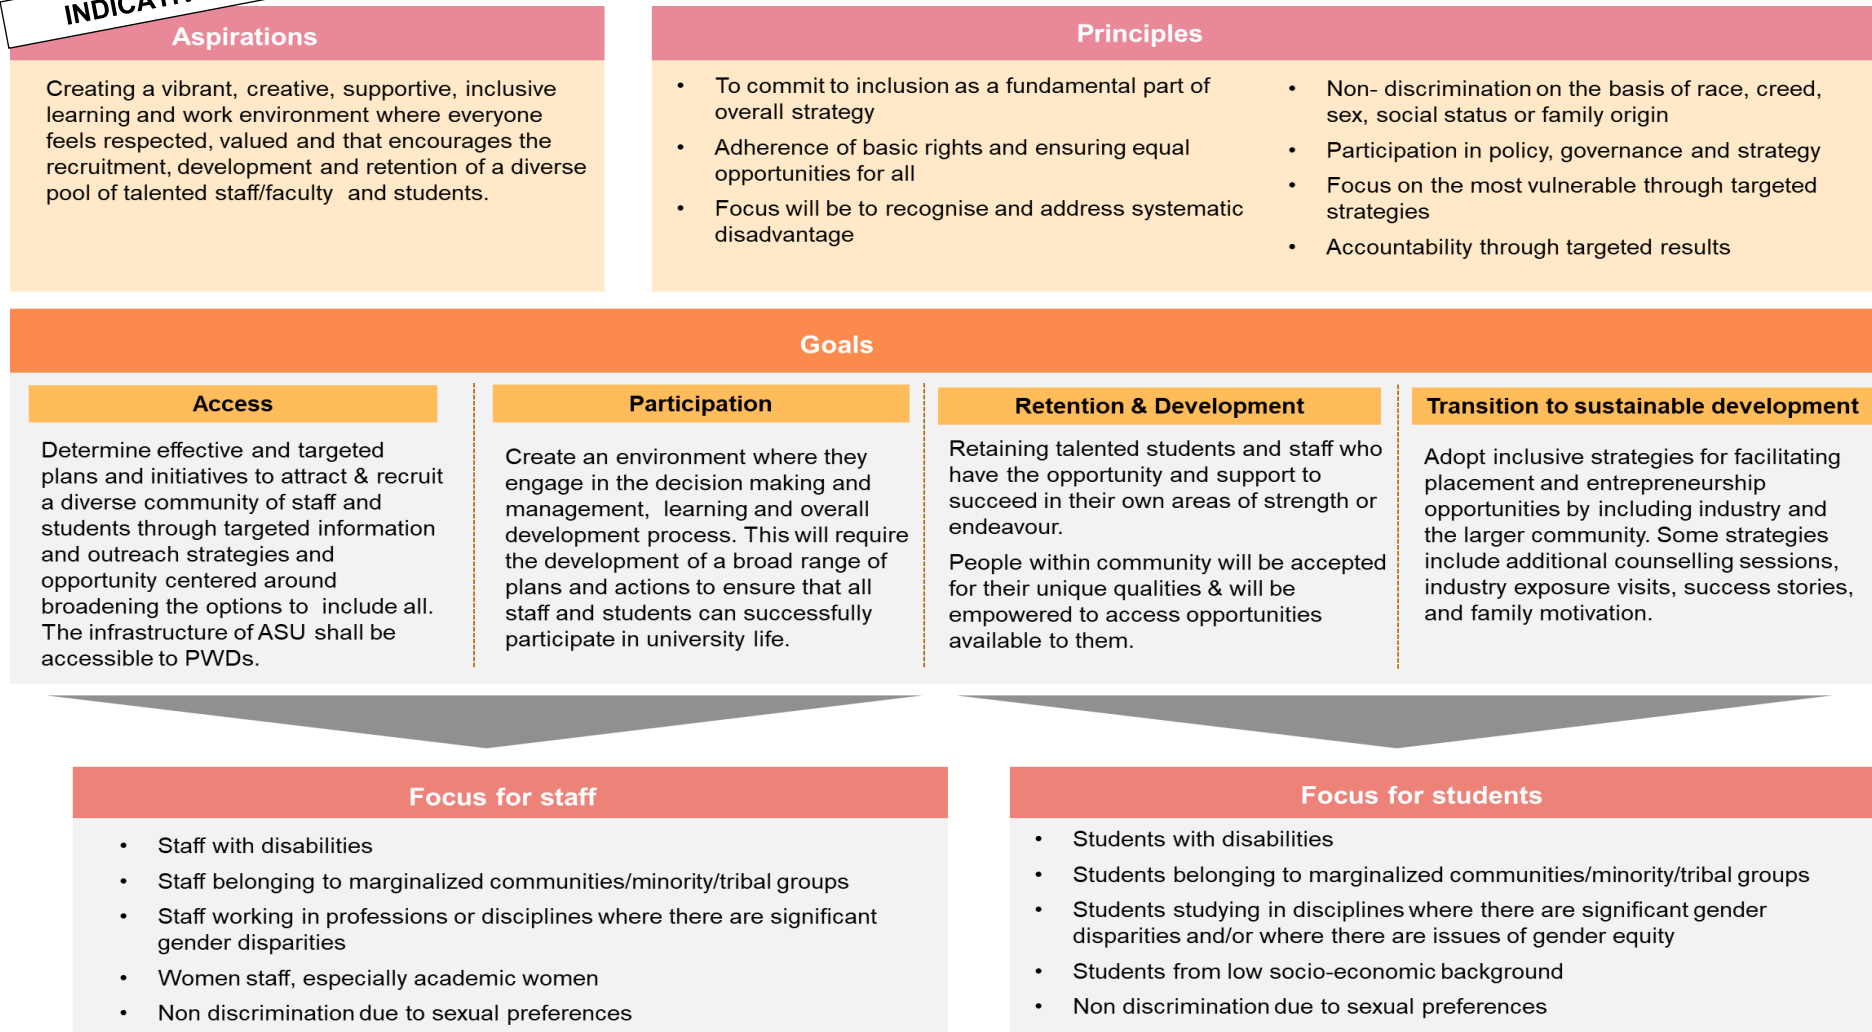 INDICATIV
Aspirations
Creating a vibrant, creative, supportive, inclusive
learning and work environment where everyone
feels respected, valued and that encourages the
recruitment, development and retention of a diverse
pool of talented staff/faculty and students.
Principles
• To commit to inclusion as a fundamental part of
overall strategy
• Adherence of basic rights and ensuring equal
opportunities for all
• Focus will be to recognise and address systematic
disadvantage
• Non- discrimination on the basis of race, creed,
sex, social status or family origin
• Participation in policy, governance and strategy
• Focus on the most vulnerable through targeted
strategies
• Accountability through targeted results
Goals
Access
Determine effective and targeted
plans and initiatives to attract & recruit
a diverse community of staff and
students through targeted information
and outreach strategies and
opportunity centered around
broadening the options to include all.
The infrastructure of ASU shall be
accessible to PWDs.
Participation
Create an environment where they
engage in the decision making and
management, learning and overall
development process. This will require
the development of a broad range of
plans and actions to ensure that all
staff and students can successfully
participate in university life.
Retention & Development
Retaining talented students and staff who
have the opportunity and support to
succeed in their own areas of strength or
endeavour.
People within community will be accepted
for their unique qualities & will be
empowered to access opportunities
available to them.
Transition to sustainable development
Adopt inclusive strategies for facilitating
placement and entrepreneurship
opportunities by including industry and
the larger community. Some strategies
include additional counselling sessions,
industry exposure visits, success stories,
and family motivation.
Focus for staff
• Staff with disabilities
• Staff belonging to marginalized communities/minority/tribal groups
• Staff working in professions or disciplines where there are significant
gender disparities
• Women staff, especially academic women
• Non discrimination due to sexual preferences
Focus for students
• Students with disabilities
• Students belonging to marginalized communities/minority/tribal groups
• Students studying in disciplines where there are significant gender
disparities and/or where there are issues of gender equity
• Students from low socio-economic background
• Non discrimination due to sexual preferences